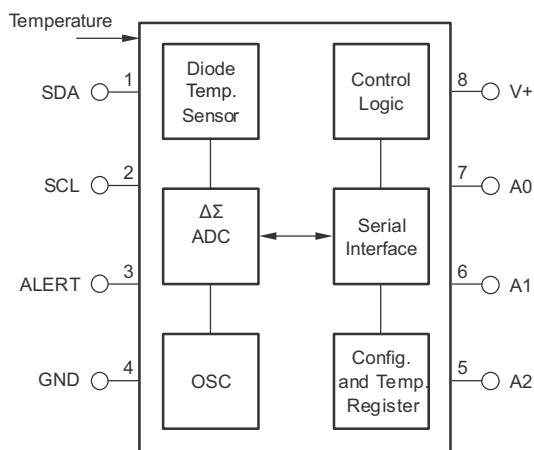 Temperature
1
SDA
2
SCL
3
ALERT
4
GND
Diode
Temp.
Sensor
ΔΣ
ADC
OSC
Control
Logic
Serial
Interface
Config.
and Temp.
Register
8
V+
7
A0
6
A1
5
A2